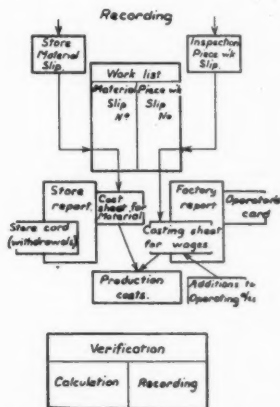 Recording
Store
Material
Slip.
Inspection
Piece wk
Slip.
Work list
Material
Slip
Nº
Piece wk
Slip
No
Store
report.
Cost
sheet for
Material
Store card
(withdrawals)
Factory
report
Operator's
card
Costing sheet
for wages.
Production
costs.
Additions to
Operating
Verification
Calculation
Recording